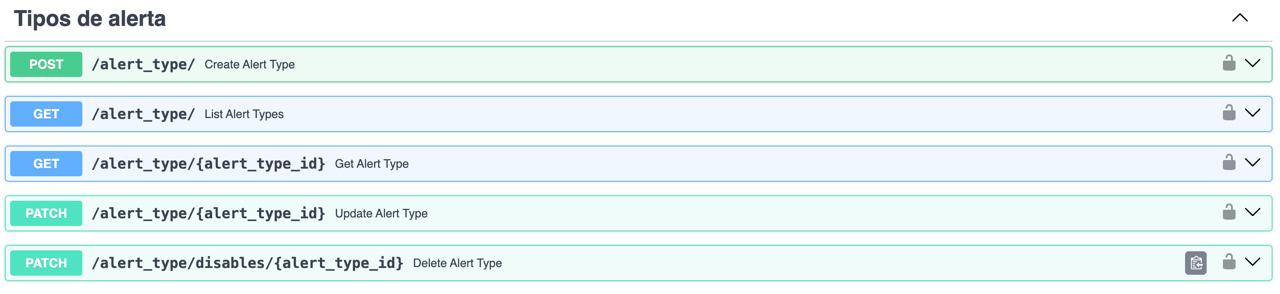 Tipos de alerta
POST /alert_type/ Create Alert Type
GET /alert_type/ List Alert Types
GET /alert_type/{alert_type_id} Get Alert Type
PATCH /alert_type/{alert_type_id} Update Alert Type
PATCH /alert_type/disables/{alert_type_id} Delete Alert Type